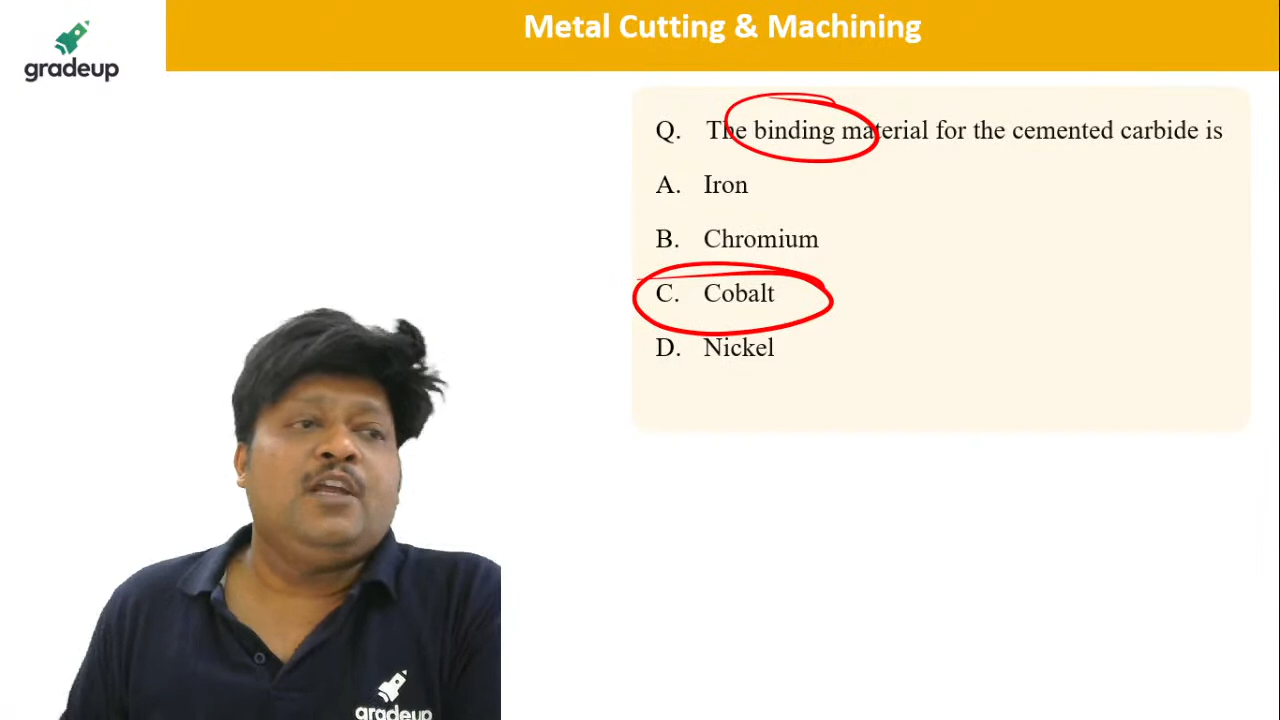 Metal Cutting & Machining
gradeup
Q. The binding material for the cemented carbide is
A. Iron
B. Chromium
C. Cobalt
D. Nickel
gradeup